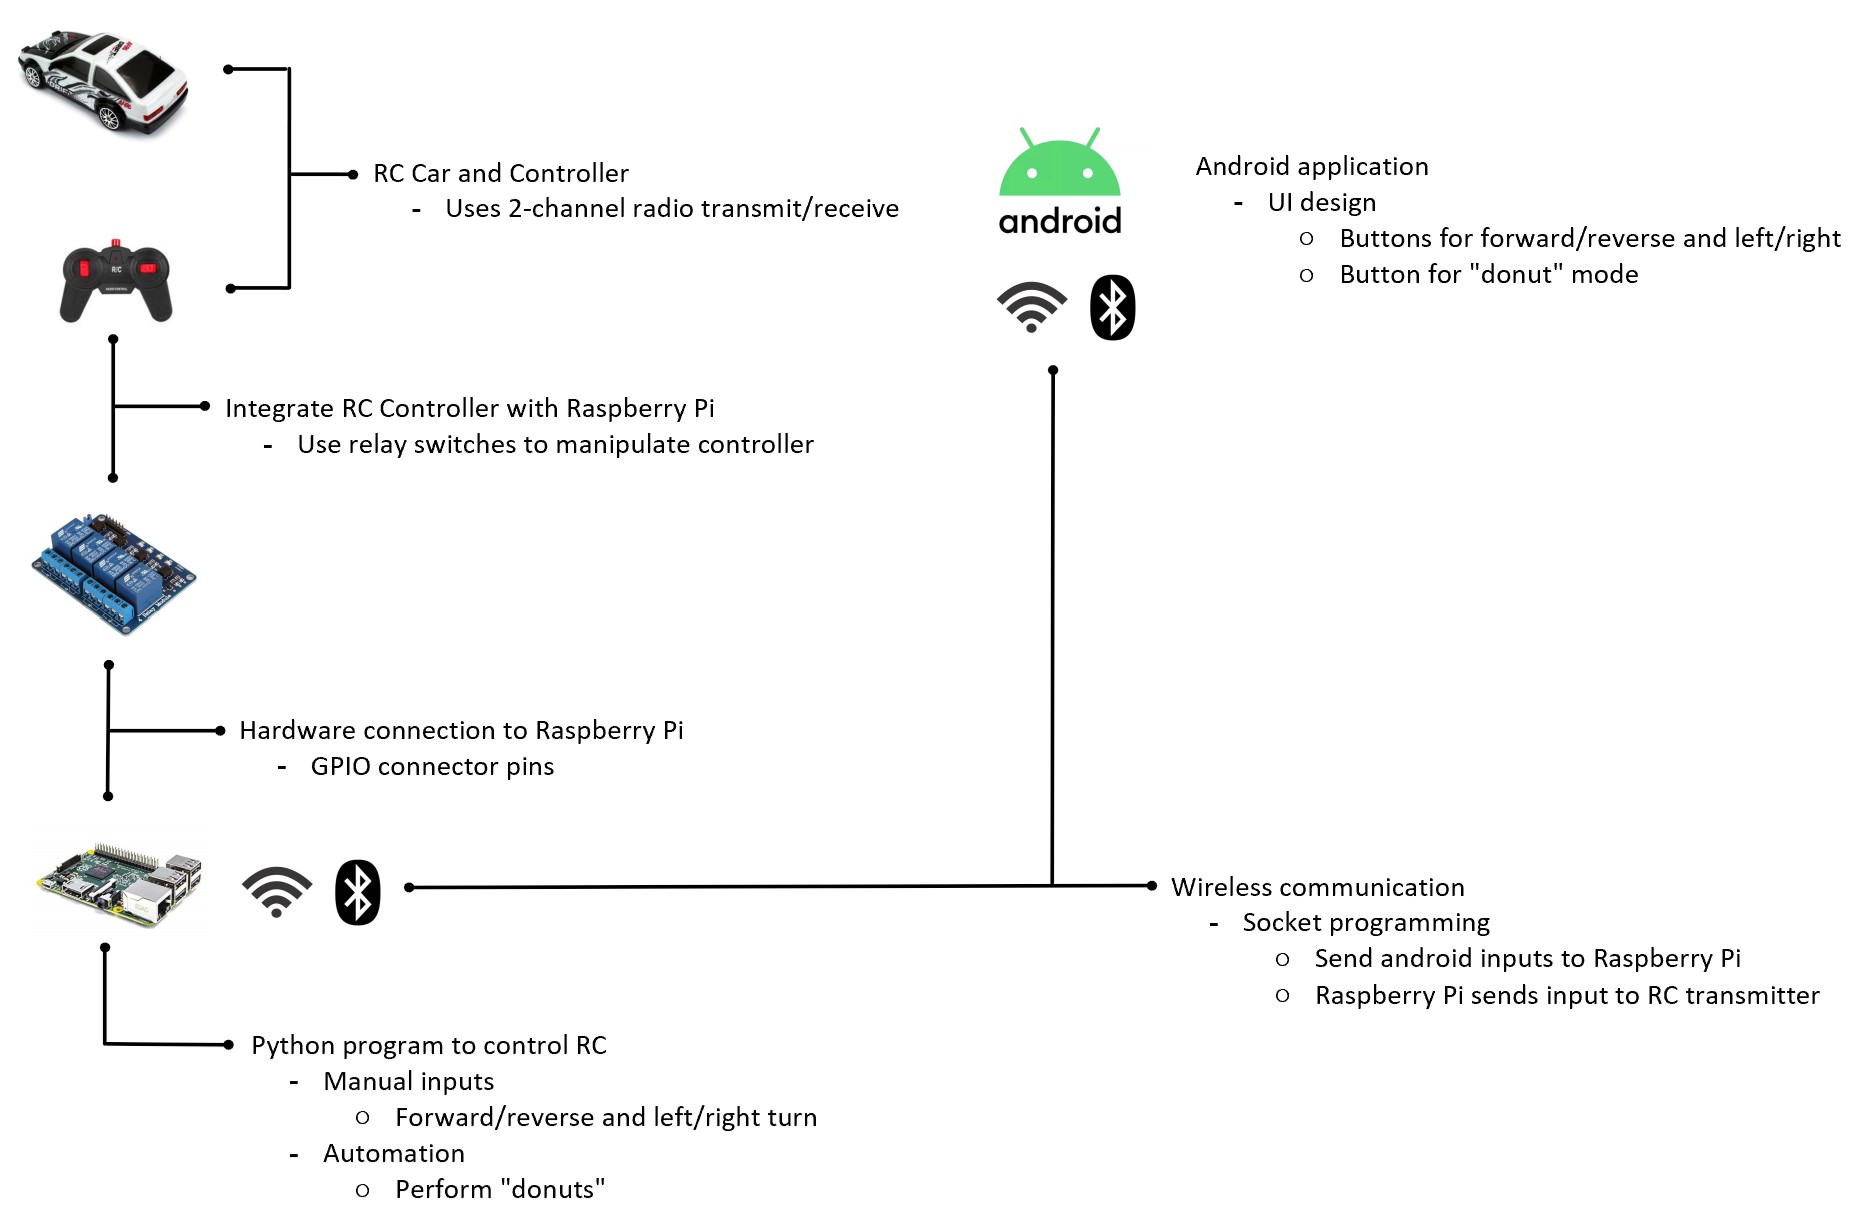 RC Car and Controller
- Uses 2-channel radio transmit/receive
R/C
Integrate RC Controller with Raspberry Pi
- Use relay switches to manipulate controller
Hardware connection to Raspberry Pi
- GPIO connector pins
Python program to control RC
- Manual inputs
o Forward/reverse and left/right turn
- Automation
o Perform "donuts"
android
Android application
- UI design
o Buttons for forward/reverse and left/right
o Button for "donut" mode
Wireless communication
- Socket programming
o Send android inputs to Raspberry Pi
o Raspberry Pi sends input to RC transmitter